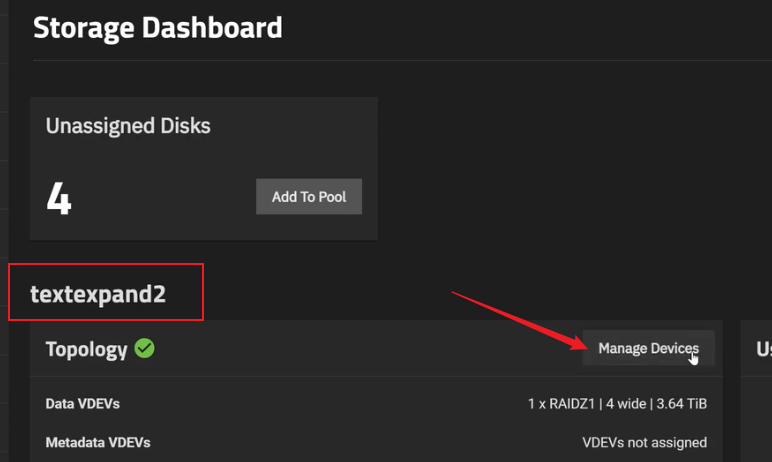 Storage Dashboard
Unassigned Disks
4
Add To Pool
textexpand2
Topology
Manage Devices
Data VDEVs
1 x RAIDZ1 | 4 wide | 3.64 TiB
Metadata VDEVs
VDEVs not assigned